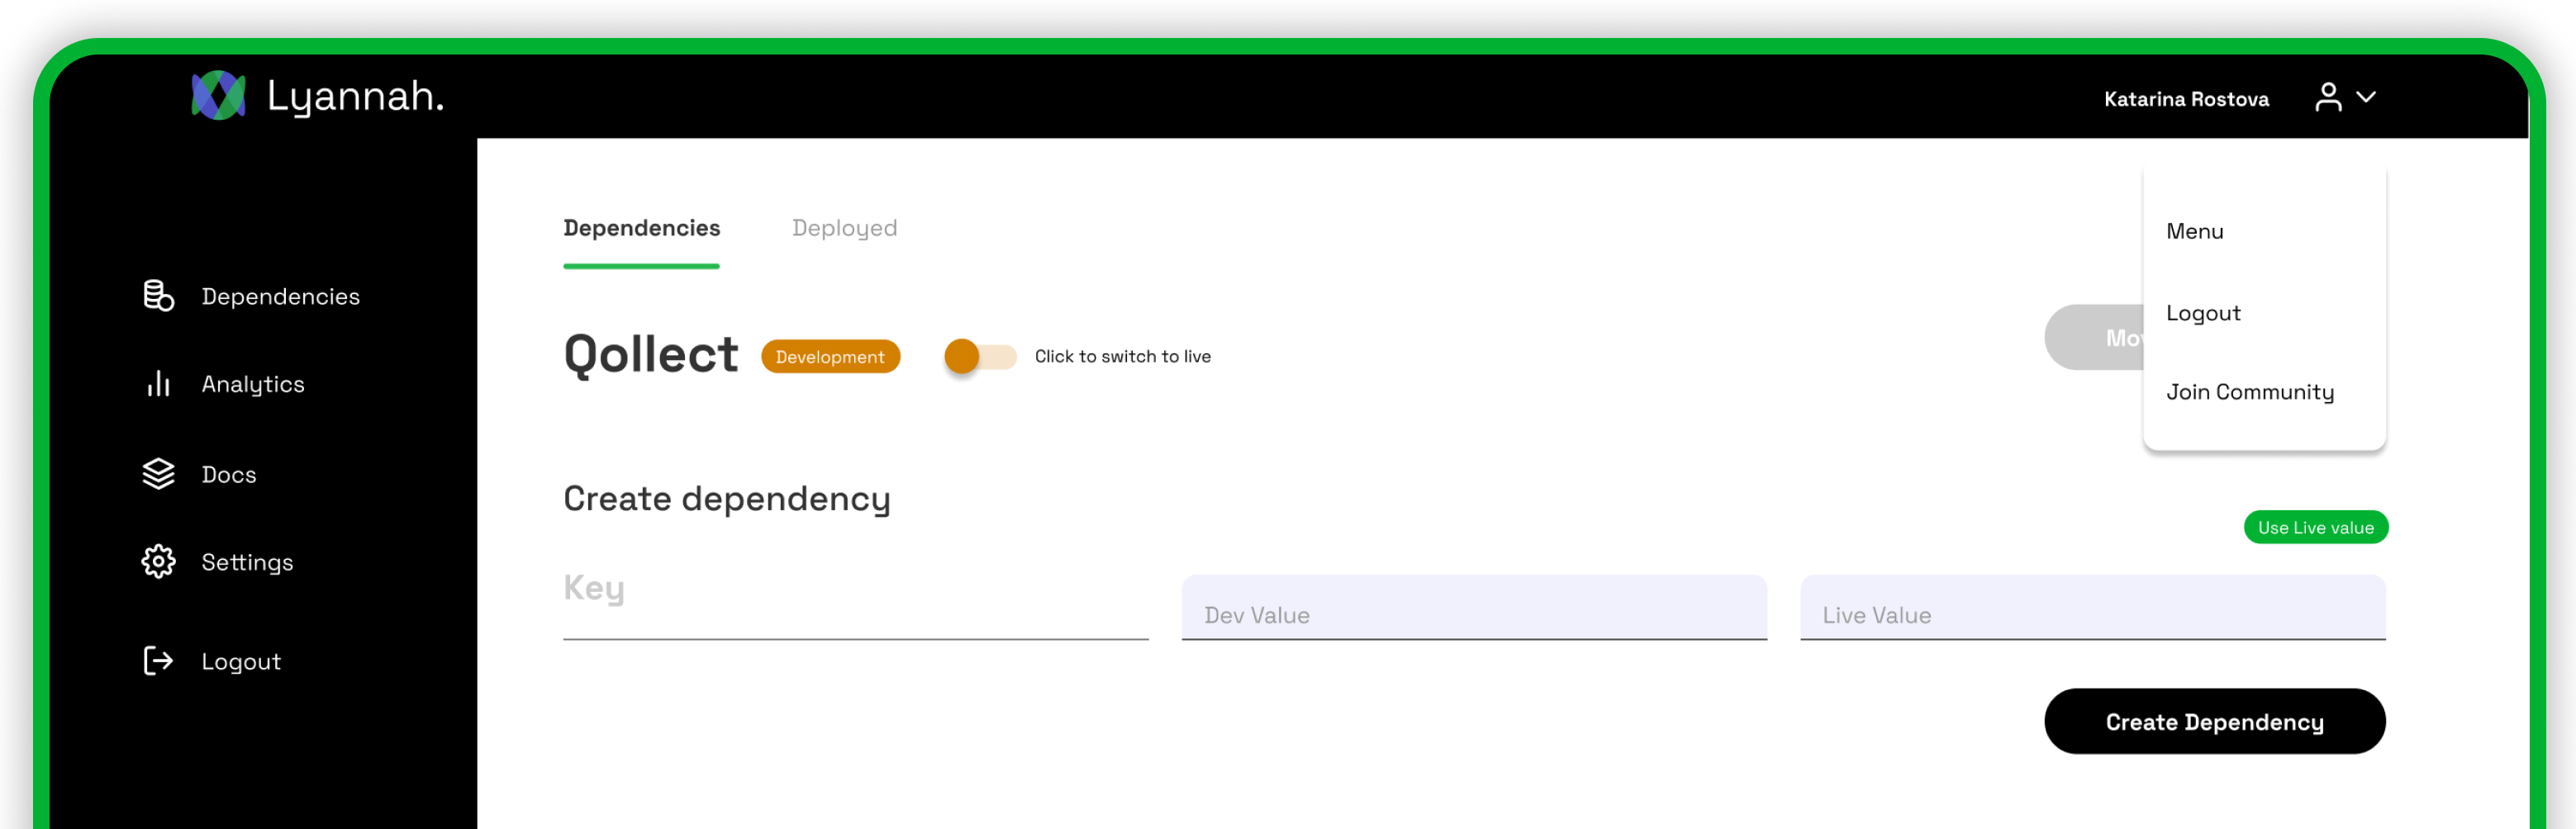 Lyannah.
Katarina Rostova
Dependencies
Analytics
Docs
Settings
Logout
Dependencies Deployed
Menu
Logout
Join Community
Qollect Development Click to switch to live
Create dependency
Use Live value
Key Dev Value Live Value
Create Dependency